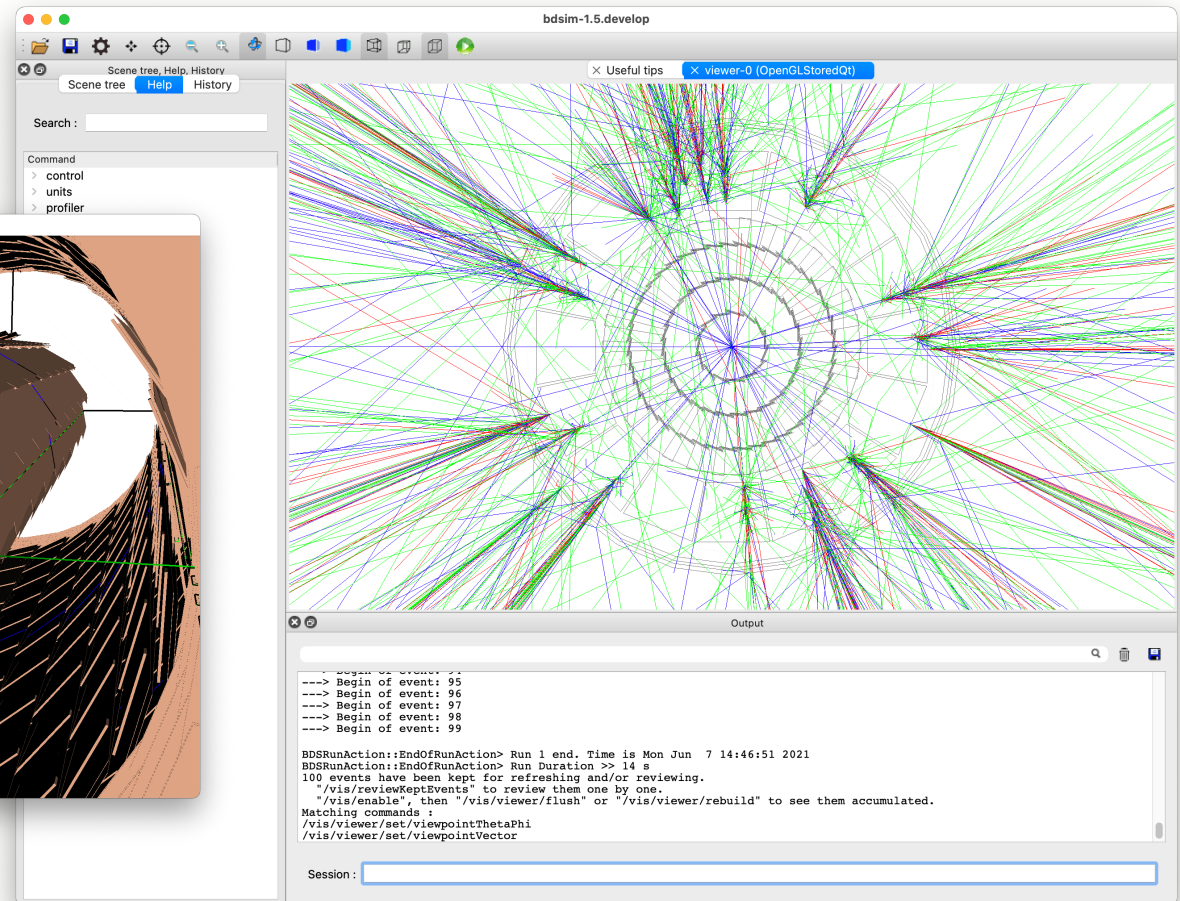 bdsim-1.5.develop
Scene tree, Help, History
Scene tree
Help
History
Search :
Command
control
units
profiler
Useful tips
viewer-0 (OpenGLStoredQt)
Output
---> Begin of event: 94
---> Begin of event: 95
---> Begin of event: 96
---> Begin of event: 97
---> Begin of event: 98
---> Begin of event: 99
BDSRunAction::EndOfRunAction> Run 1 end. Time is Mon Jun  7 14:46:51 2021
BDSRunAction::EndOfRunAction> Run Duration >> 14 s
100 events have been kept for refreshing and/or reviewing.
"/vis/reviewKeptEvents" to review them one by one.
"/vis/enable", then "/vis/viewer/flush" or "/vis/viewer/rebuild" to see them accumulated.
Matching commands :
/vis/viewer/set/viewpointThetaPhi
/vis/viewer/set/viewpointVector
Session :